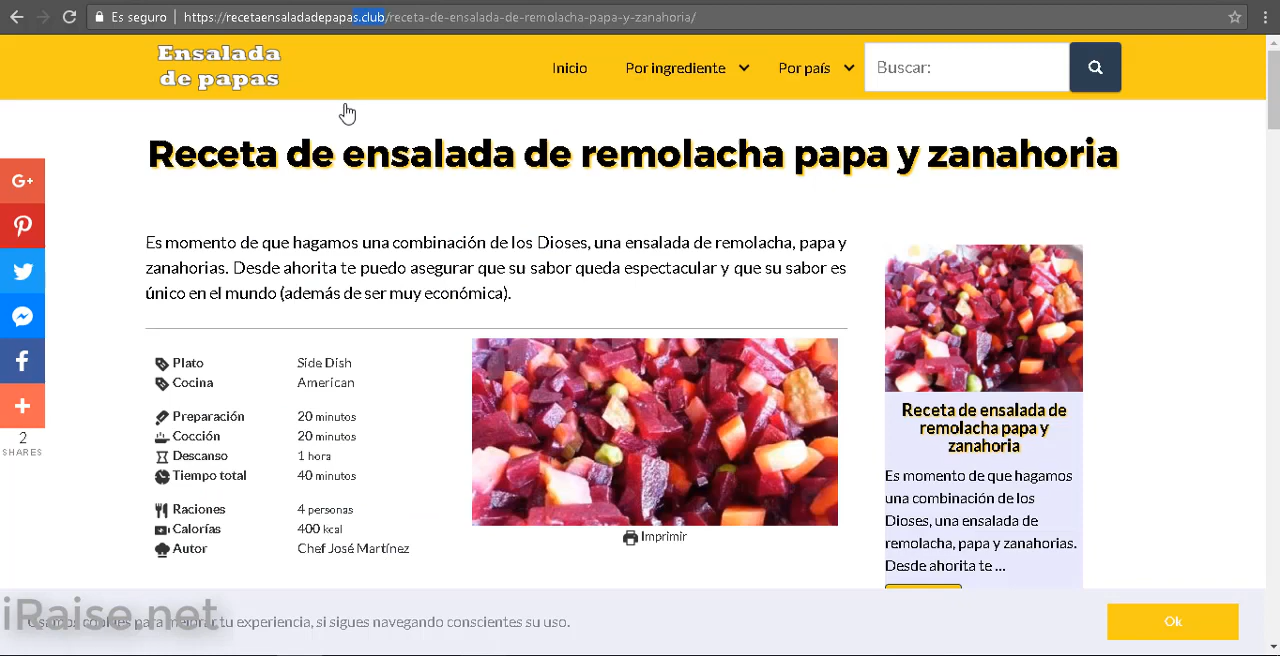 Es seguro https://recetaensaladadepapas.club/receta-de-ensalada-de-remolacha-papa-y-zanahoria/
Ensalada
de papas
Inicio Por ingrediente Por país Buscar:
Receta de ensalada de remolacha papa y zanahoria
G+
2
SHARES
Es momento de que hagamos una combinación de los Dioses, una ensalada de remolacha, papa y
zanahorias. Desde ahorita te puedo asegurar que su sabor queda espectacular y que su sabor es
único en el mundo (además de ser muy económica).
Plato Side Dish
Cocina American
Preparación 20 minutos
Cocción 20 minutos
Descanso 1 hora
Tiempo total 40 minutos
Raciones 4 personas
Calorías 400 kcal
Autor Chef José Martínez
Imprimir
Receta de ensalada de
remolacha papa y
zanahoria
Es momento de que hagamos
una combinación de los
Dioses, una ensalada de
remolacha, papa y zanahorias.
Desde ahorita te ...
iRaise.net
Usamos cookies para mejorar tu experiencia, si sigues navegando conscientes su uso.
Ok